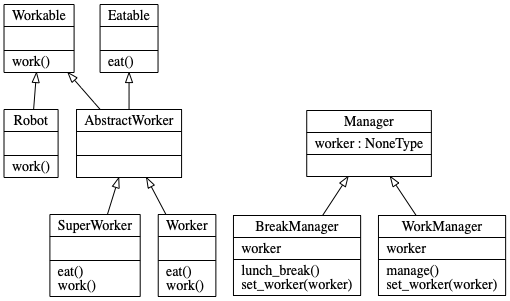 Workable
work()
Eatable
eat()
Robot
work()
AbstractWorker
Manager
worker : NoneType
SuperWorker
eat()
work()
Worker
eat()
work()
BreakManager
worker
lunch_break()
set_worker(worker)
WorkManager
worker
manage()
set_worker(worker)